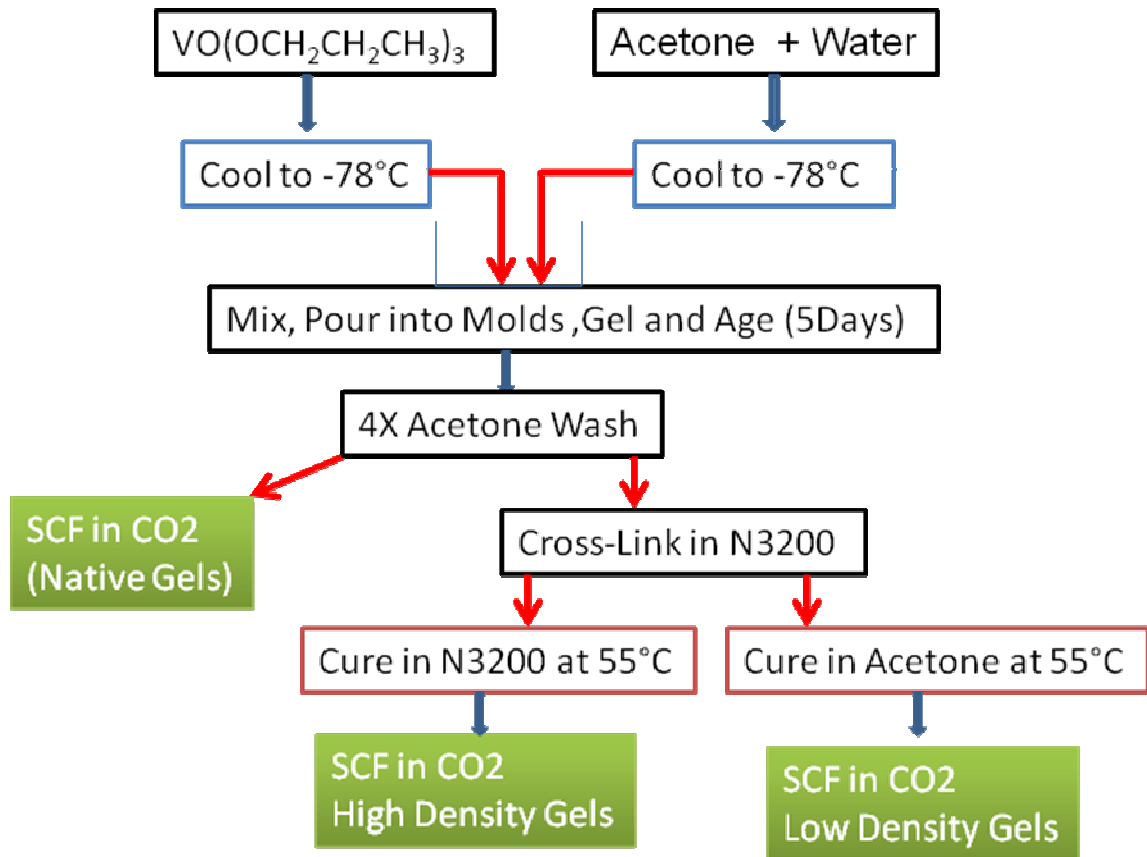 VO(OCH₂CH₂CH₃)₃
Acetone + Water
Cool to -78°C
Cool to -78°C
Mix, Pour into Molds ,Gel and Age (5Days)
4X Acetone Wash
SCF in CO2
(Native Gels)
Cross-Link in N3200
Cure in N3200 at 55°C
Cure in Acetone at 55°C
SCF in CO2
High Density Gels
SCF in CO2
Low Density Gels